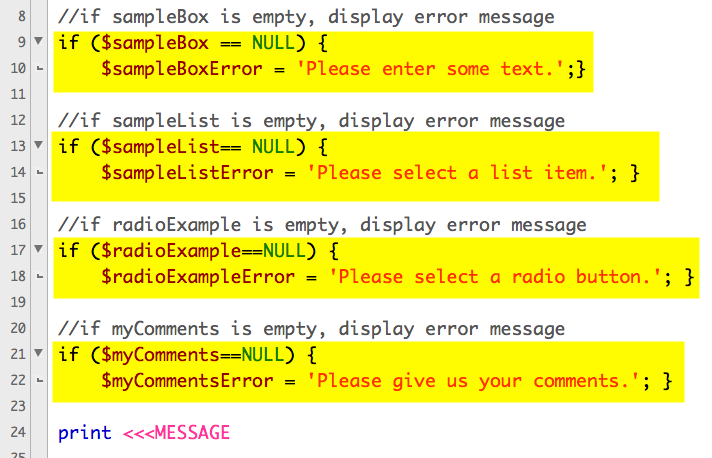 8 //if sampleBox is empty, display error message
9 if ($sampleBox == NULL) {
10 $sampleBoxError = 'Please enter some text.';}
11
12 //if sampleList is empty, display error message
13 if ($sampleList== NULL) {
14 $sampleListError = 'Please select a list item.'; }
15
16 //if radioExample is empty, display error message
17 if ($radioExample==NULL) {
18 $radioExampleError = 'Please select a radio button.'; }
19
20 //if myComments is empty, display error message
21 if ($myComments==NULL) {
22 $myCommentsError = 'Please give us your comments.'; }
23
24 print <<<MESSAGE
25